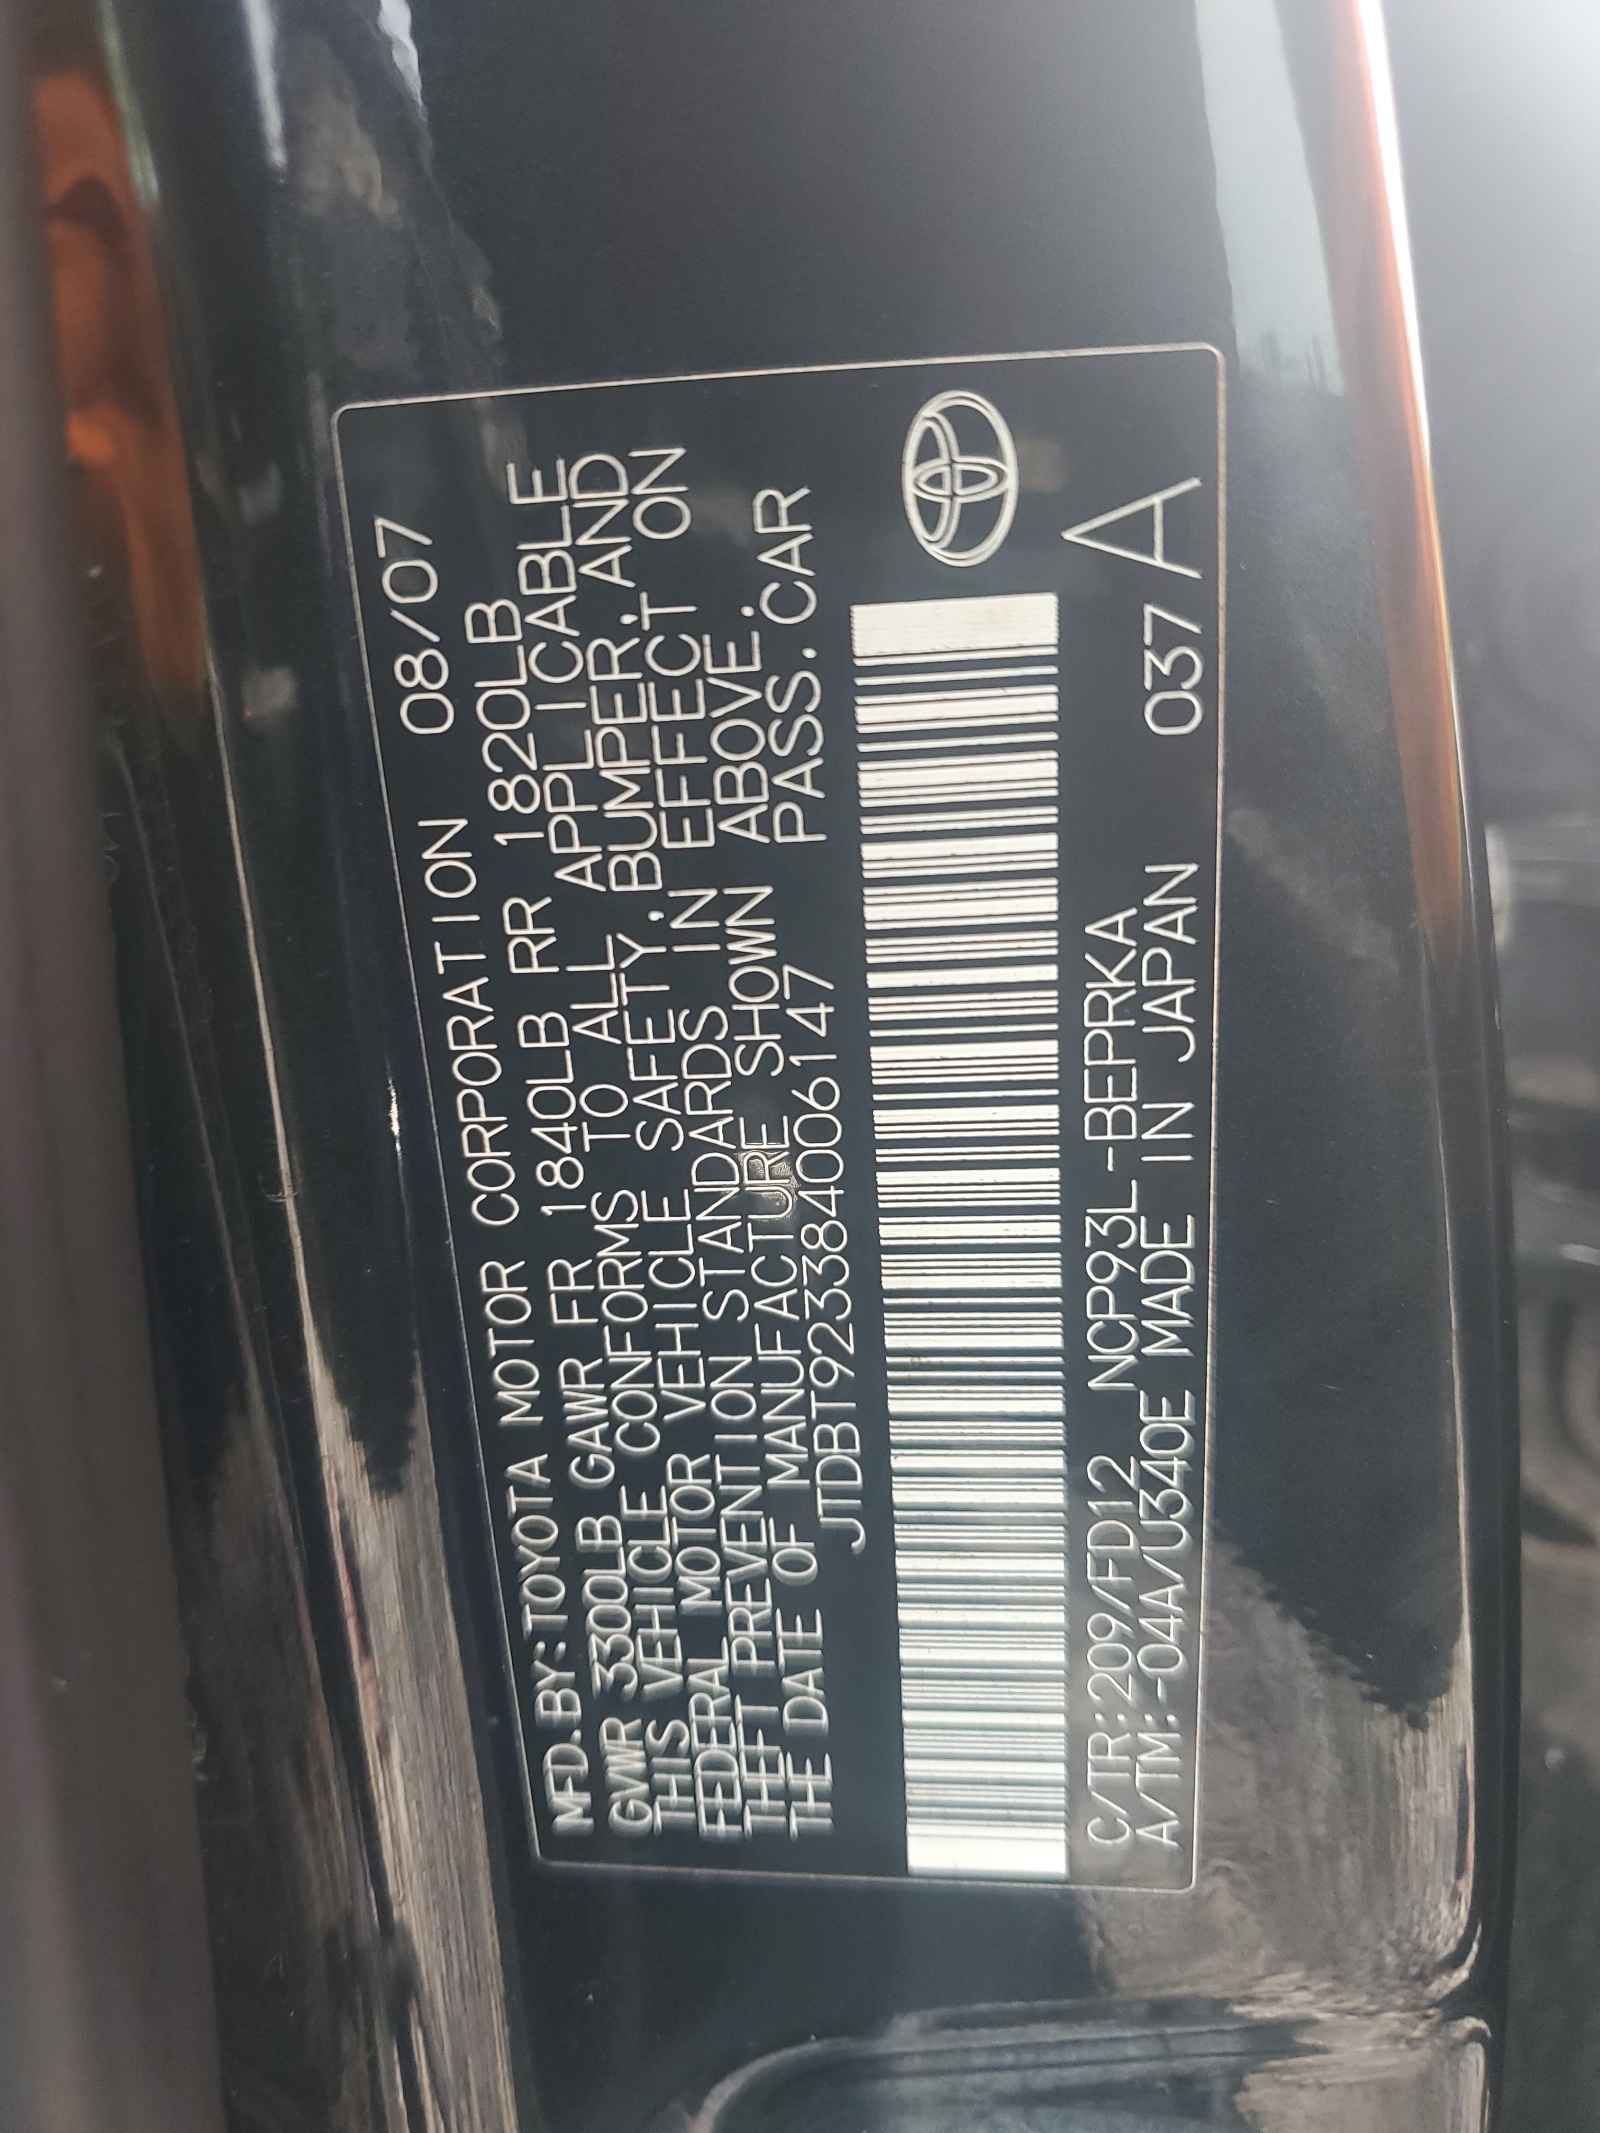 MFD.BY:TOYOTA MOTOR CORPORATION 08/07
GVWR 3300LB GAWR FR 1840LB RR 1820LB
THIS VEHICLE CONFORMS TO ALL APPLICABLE
FEDERAL MOTOR VEHICLE SAFETY,BUMPER,AND
THEFT PREVENTION STANDARDS IN EFFECT ON
THE DATE OF MANUFACTURE SHOWN ABOVE.
JTDBT923384006147 PASS.CAR
C/TR:209/FD12 NCP93L-BEPRKA
A/TM:-04A/U340E MADE IN JAPAN 037 A